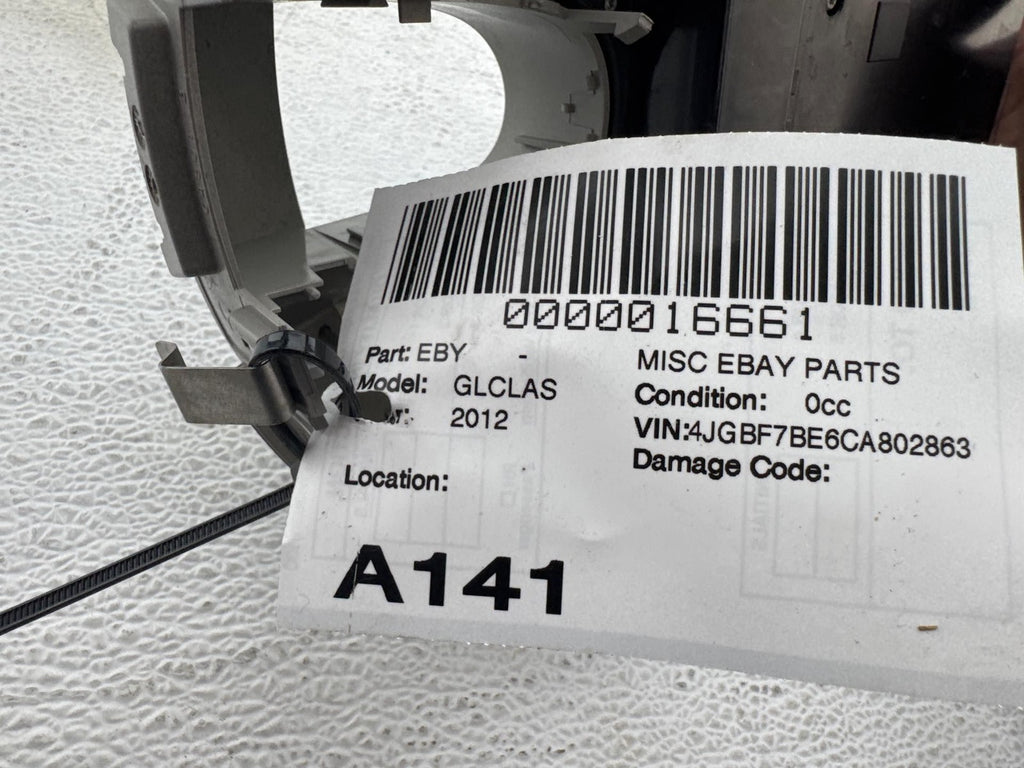 0000016661
Part: EBY -
MISC EBAY PARTS
Model: GLCLAS
Condition: 0cc
2012
VIN:4JGBF7BE6CA802863
Damage Code:
Location:
A141